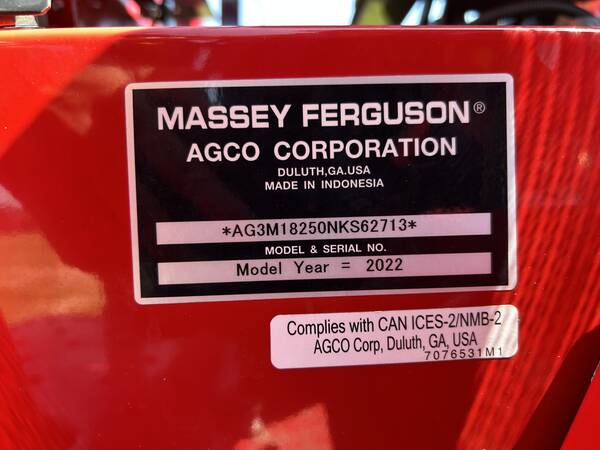 MASSEY FERGUSON®
AGCO CORPORATION
DULUTH,GA.USA
MADE IN INDONESIA
*AG3M18250NKS62713*
MODEL & SERIAL NO.
Model Year = 2022
Complies with CAN ICES-2/NMB-2
AGCO Corp, Duluth, GA, USA
7076531M1